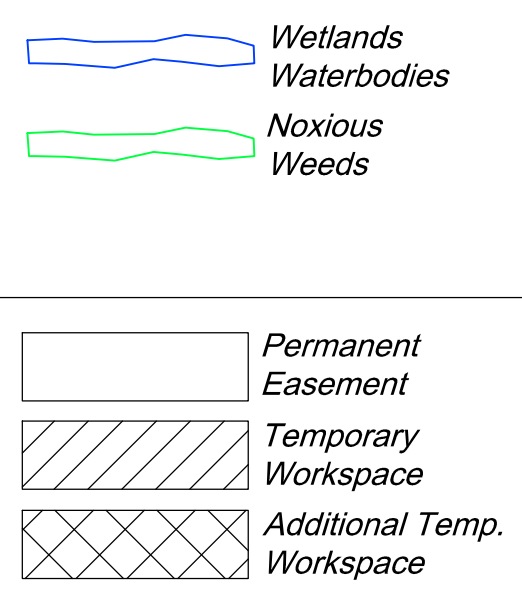 Wetlands
Waterbodies
Noxious
Weeds
Permanent
Easement
Temporary
Workspace
Additional Temp.
Workspace